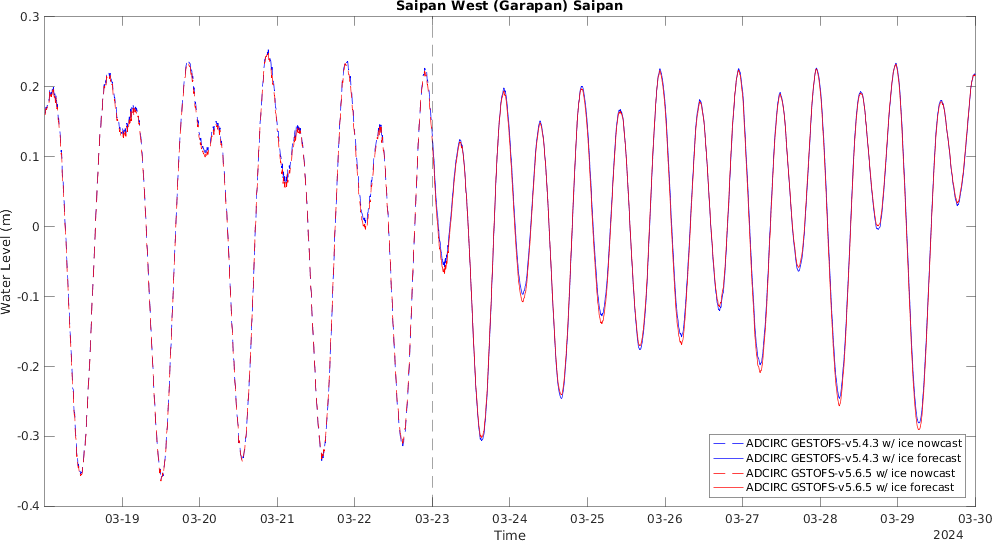 Saipan West (Garapan) Saipan
0.3
0.2
0.1
0
-0.1
-0.2
-0.3
-0.4
Water Level (m)
ADCIRC GESTOFS-v5.4.3 w/ ice nowcast
ADCIRC GESTOFS-v5.4.3 w/ ice forecast
ADCIRC GSTOFS-v5.6.5 w/ ice nowcast
ADCIRC GSTOFS-v5.6.5 w/ ice forecast
03-19 03-20 03-21 03-22 03-23 03-24 03-25 03-26 03-27 03-28 03-29 03-30
Time
2024